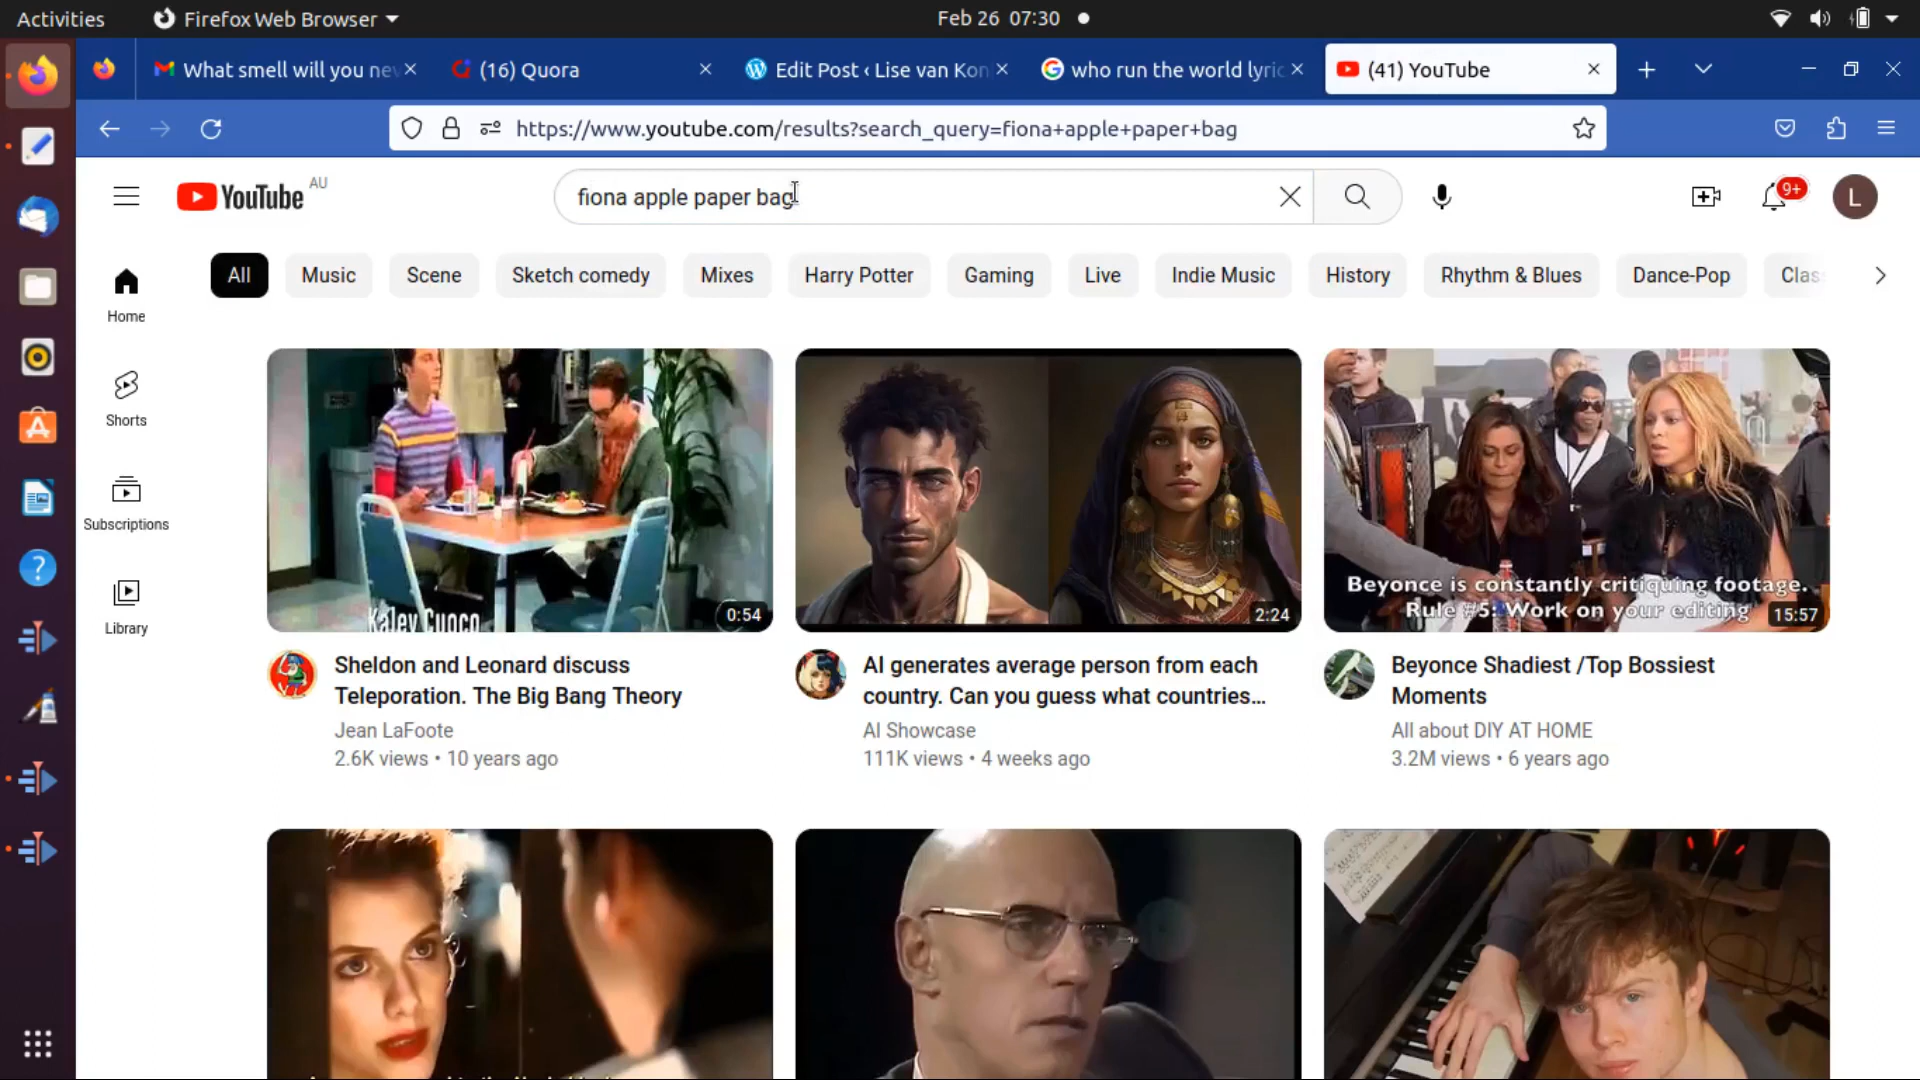 Activities
Firefox Web Browser
Feb 26 07:30
What smell will you nev
(16) Quora
Edit Post ‹ Lise van Kon
who run the world lyric
(41) YouTube
https://www.youtube.com/results?search_query=fiona+apple+paper+bag
YouTube AU
fiona apple paper bag
9+
L
All
Music
Scene
Sketch comedy
Mixes
Harry Potter
Gaming
Live
Indie Music
History
Rhythm & Blues
Dance-Pop
Clas
Home
Shorts
Subscriptions
Library
Kaley Cuoco
0:54
2:24
Beyonce is constantly critiquing footage.
Rule #5: Work on your editing
15:57
Sheldon and Leonard discuss
Teleporation. The Big Bang Theory
Jean LaFoote
2.6K views • 10 years ago
AI generates average person from each
country. Can you guess what countries...
AI Showcase
111K views • 4 weeks ago
Beyonce Shadiest /Top Bossiest
Moments
All about DIY AT HOME
3.2M views • 6 years ago